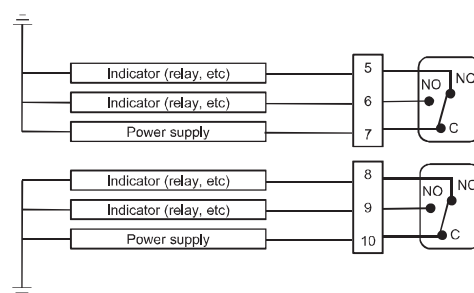 Indicator (relay, etc)
5
NO
NC
Indicator (relay, etc)
6
Power supply
7
C
Indicator (relay, etc)
8
NO
NC
Indicator (relay, etc)
9
Power supply
10
C